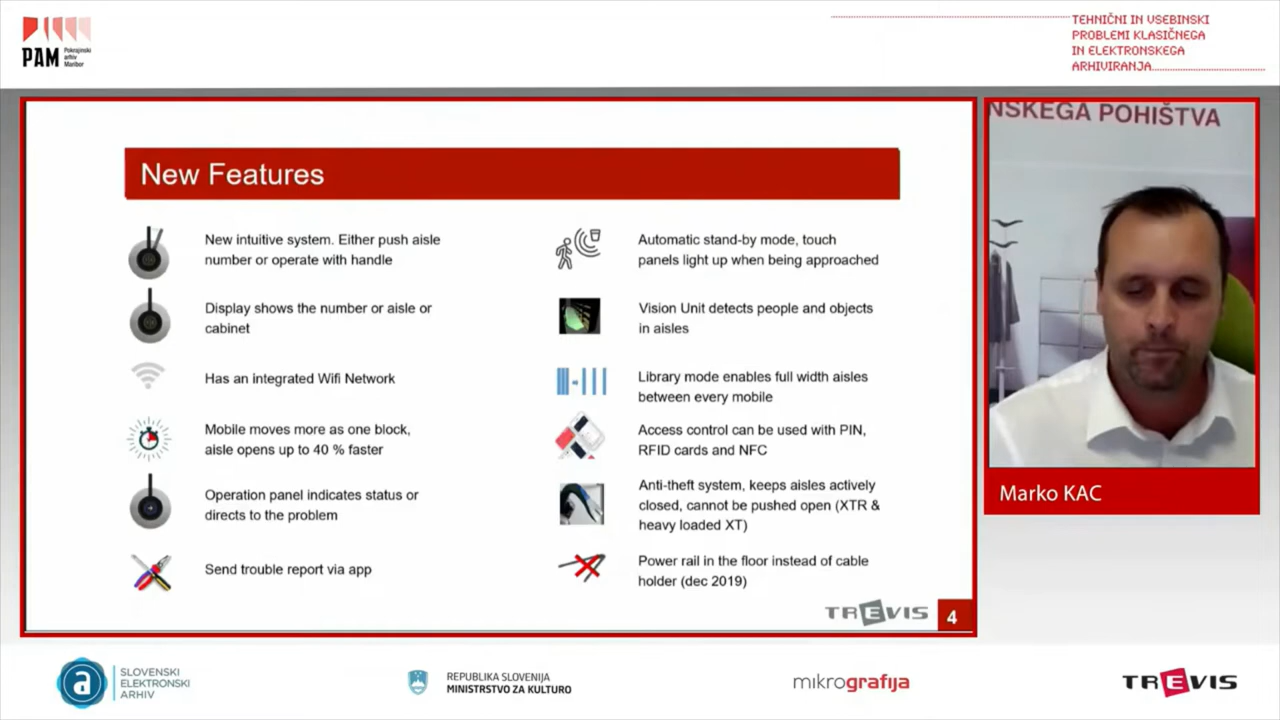 PAM
Pokrajinski
arhiv
Maribor
TEHNIČNI IN VSEBINSKI
PROBLEMI KLASIČNEGA
IN ELEKTRONSKEGA
ARHIVIRANJA
New Features
New intuitive system. Either push aisle
number or operate with handle
Display shows the number or aisle or
cabinet
Has an integrated Wifi Network
Mobile moves more as one block,
aisle opens up to 40 % faster
Operation panel indicates status or
directs to the problem
Send trouble report via app
Automatic stand-by mode, touch
panels light up when being approached
Vision Unit detects people and objects
in aisles
Library mode enables full width aisles
between every mobile
Access control can be used with PIN,
RFID cards and NFC
Anti-theft system, keeps aisles actively
closed, cannot be pushed open (XTR &
heavy loaded XT)
Power rail in the floor instead of cable
holder (dec 2019)
TREVIS
4
NSKEGA POHIŠTVA
Marko KAC
a
SLOVENSKI
ELEKTRONSKI
ARHIV
REPUBLIKA SLOVENIJA
MINISTRSTVO ZA KULTURO
mikrografija
TREVIS